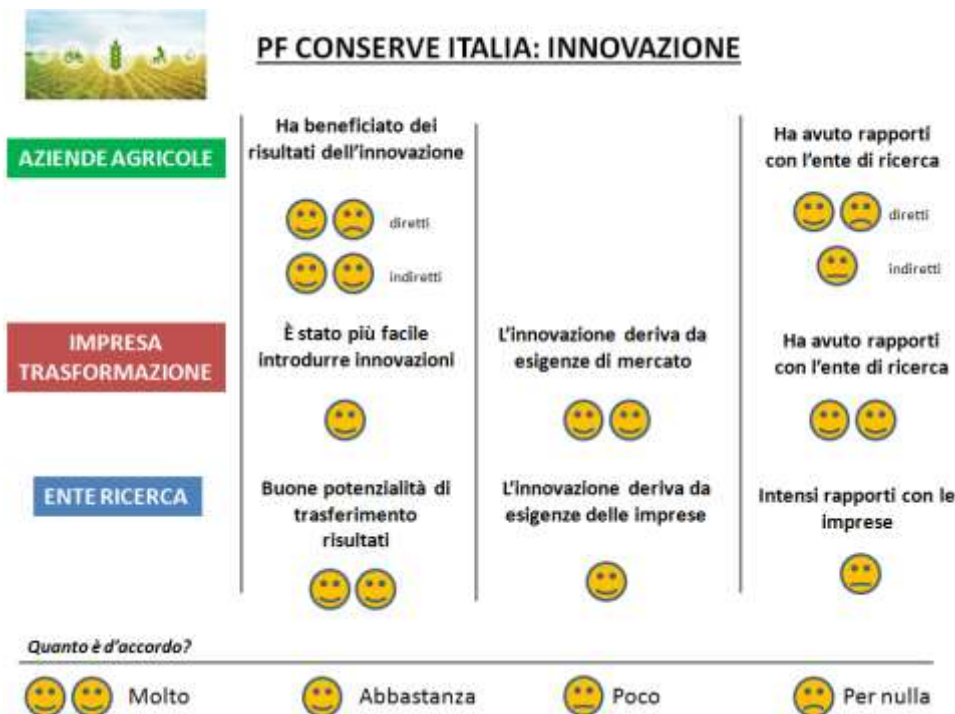 PF CONSERVE ITALIA: INNOVAZIONE
AZIENDE AGRICOLE
Ha beneficiato dei
risultati dell'innovazione
diretti
indiretti
Ha avuto rapporti
con l'ente di ricerca
diretti
indiretti
IMPRESA
TRASFORMAZIONE
È stato più facile
introdurre innovazioni
L'innovazione deriva da
esigenze di mercato
Ha avuto rapporti
con l'ente di ricerca
ENTE RICERCA
Buone potenzialità di
trasferimento
risultati
L'innovazione deriva da
esigenze delle imprese
Intensi rapporti con le
imprese
Quanto è d'accordo?
Molto
Abbastanza
Poco
Per nulla